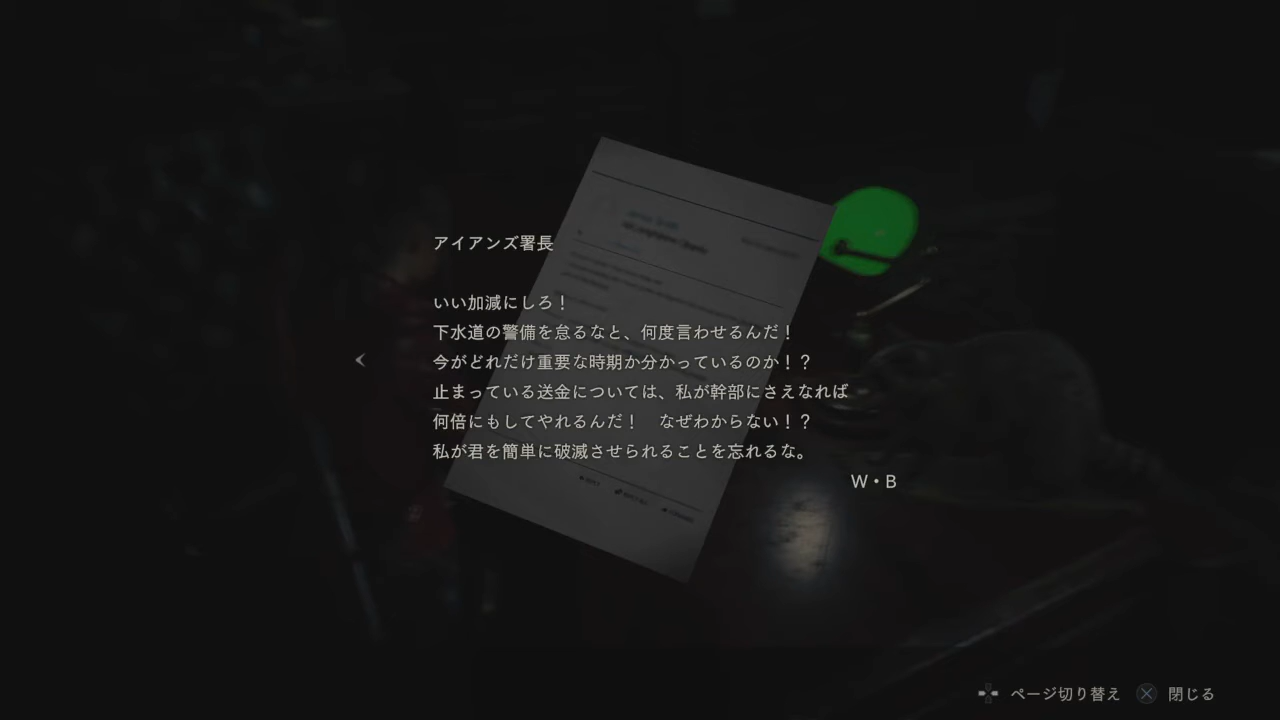 アイアンズ署長
いい加減にしろ！
下水道の警備を怠るなと、何度言わせるんだ！
今がどれだけ重要な時期か分かっているのか！？
止まっている送金については、私が幹部にさえなれば
何倍にもしてやれるんだ！　なぜわからない！？
私が君を簡単に破滅させられることを忘れるな。
W・B
ページ切り替え　閉じる